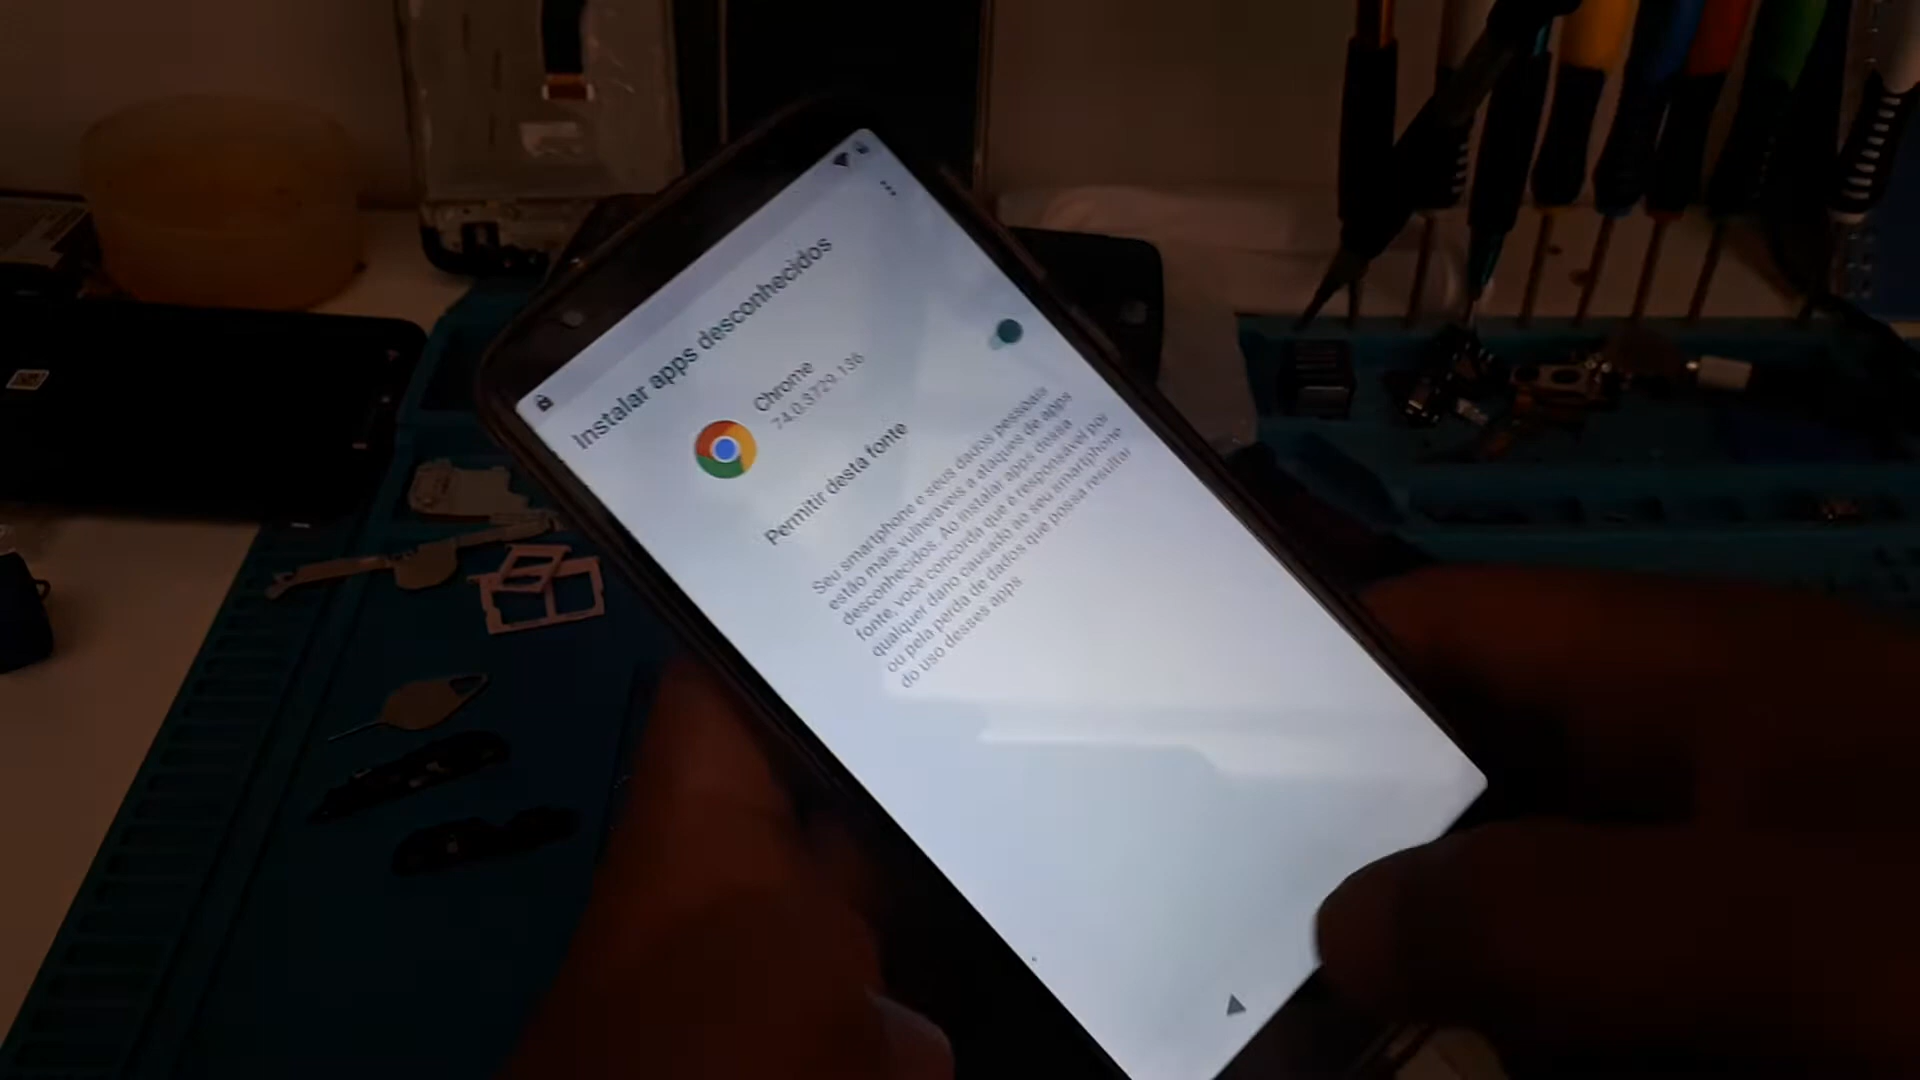 Instalar apps desconhecidos
Chrome
74.0.3729.136
Permitir desta fonte
Seu smartphone e seus dados pessoais
estão mais vulneráveis a ataques de apps
desconhecidos. Ao instalar apps dessa
fonte, você concorda que é responsável por
qualquer dano causado ao seu smartphone
ou pela perda de dados que possa resultar
do uso desses apps